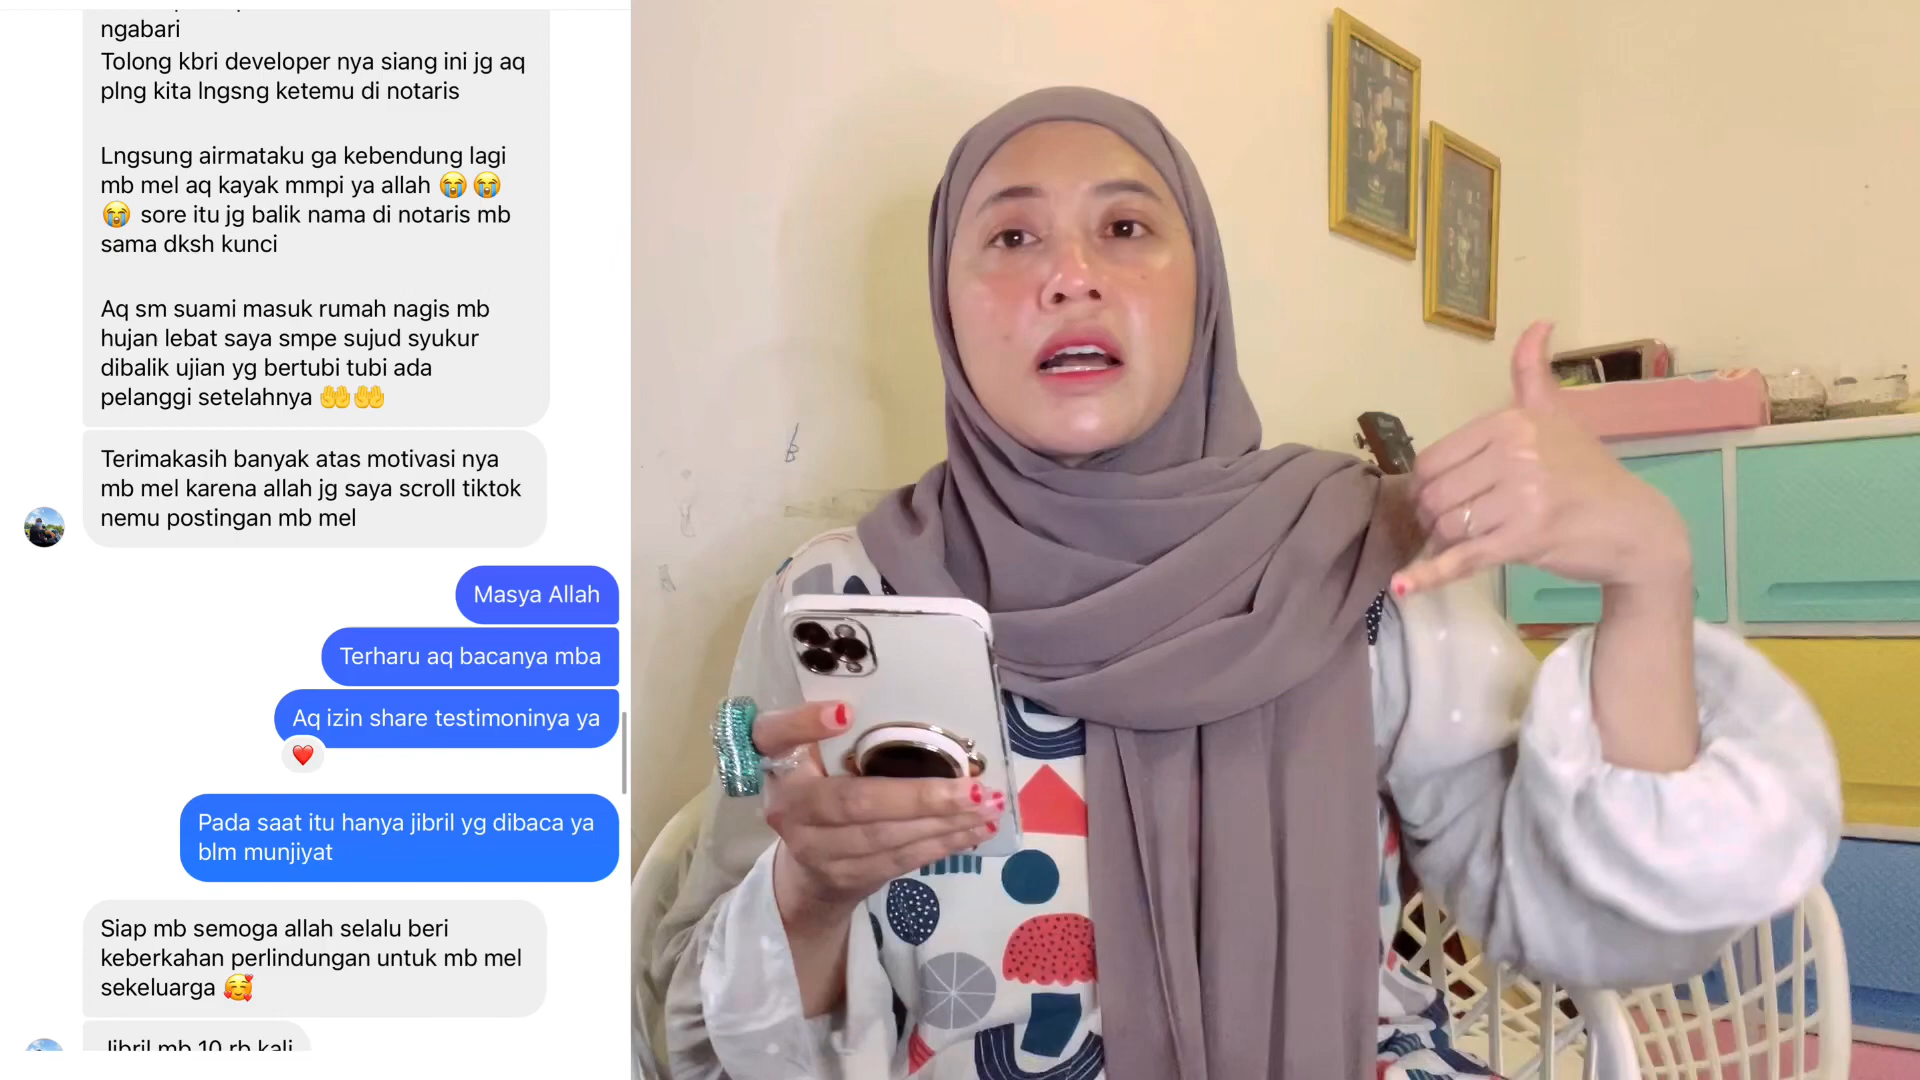 ngabari
Tolong kbri developer nya siang ini jg aq
plng kita lngsng ketemu di notaris
Lngsung airmataku ga kebendung lagi
mb mel aq kayak mmpi ya allah 😭😭
😭 sore itu jg balik nama di notaris mb
sama dksh kunci
Aq sm suami masuk rumah nagis mb
hujan lebat saya smpe sujud syukur
dibalik ujian yg bertubi tubi ada
pelanggi setelahnya 🤲🤲
Terimakasih banyak atas motivasi nya
mb mel karena allah jg saya scroll tiktok
nemu postingan mb mel
Masya Allah
Terharu aq bacanya mba
Aq izin share testimoninya ya
❤️
Pada saat itu hanya jibril yg dibaca ya
blm munjiyat
Siap mb semoga allah selalu beri
keberkahan perlindungan untuk mb mel
sekeluarga 🥰
Jibril mb 10 rb kali